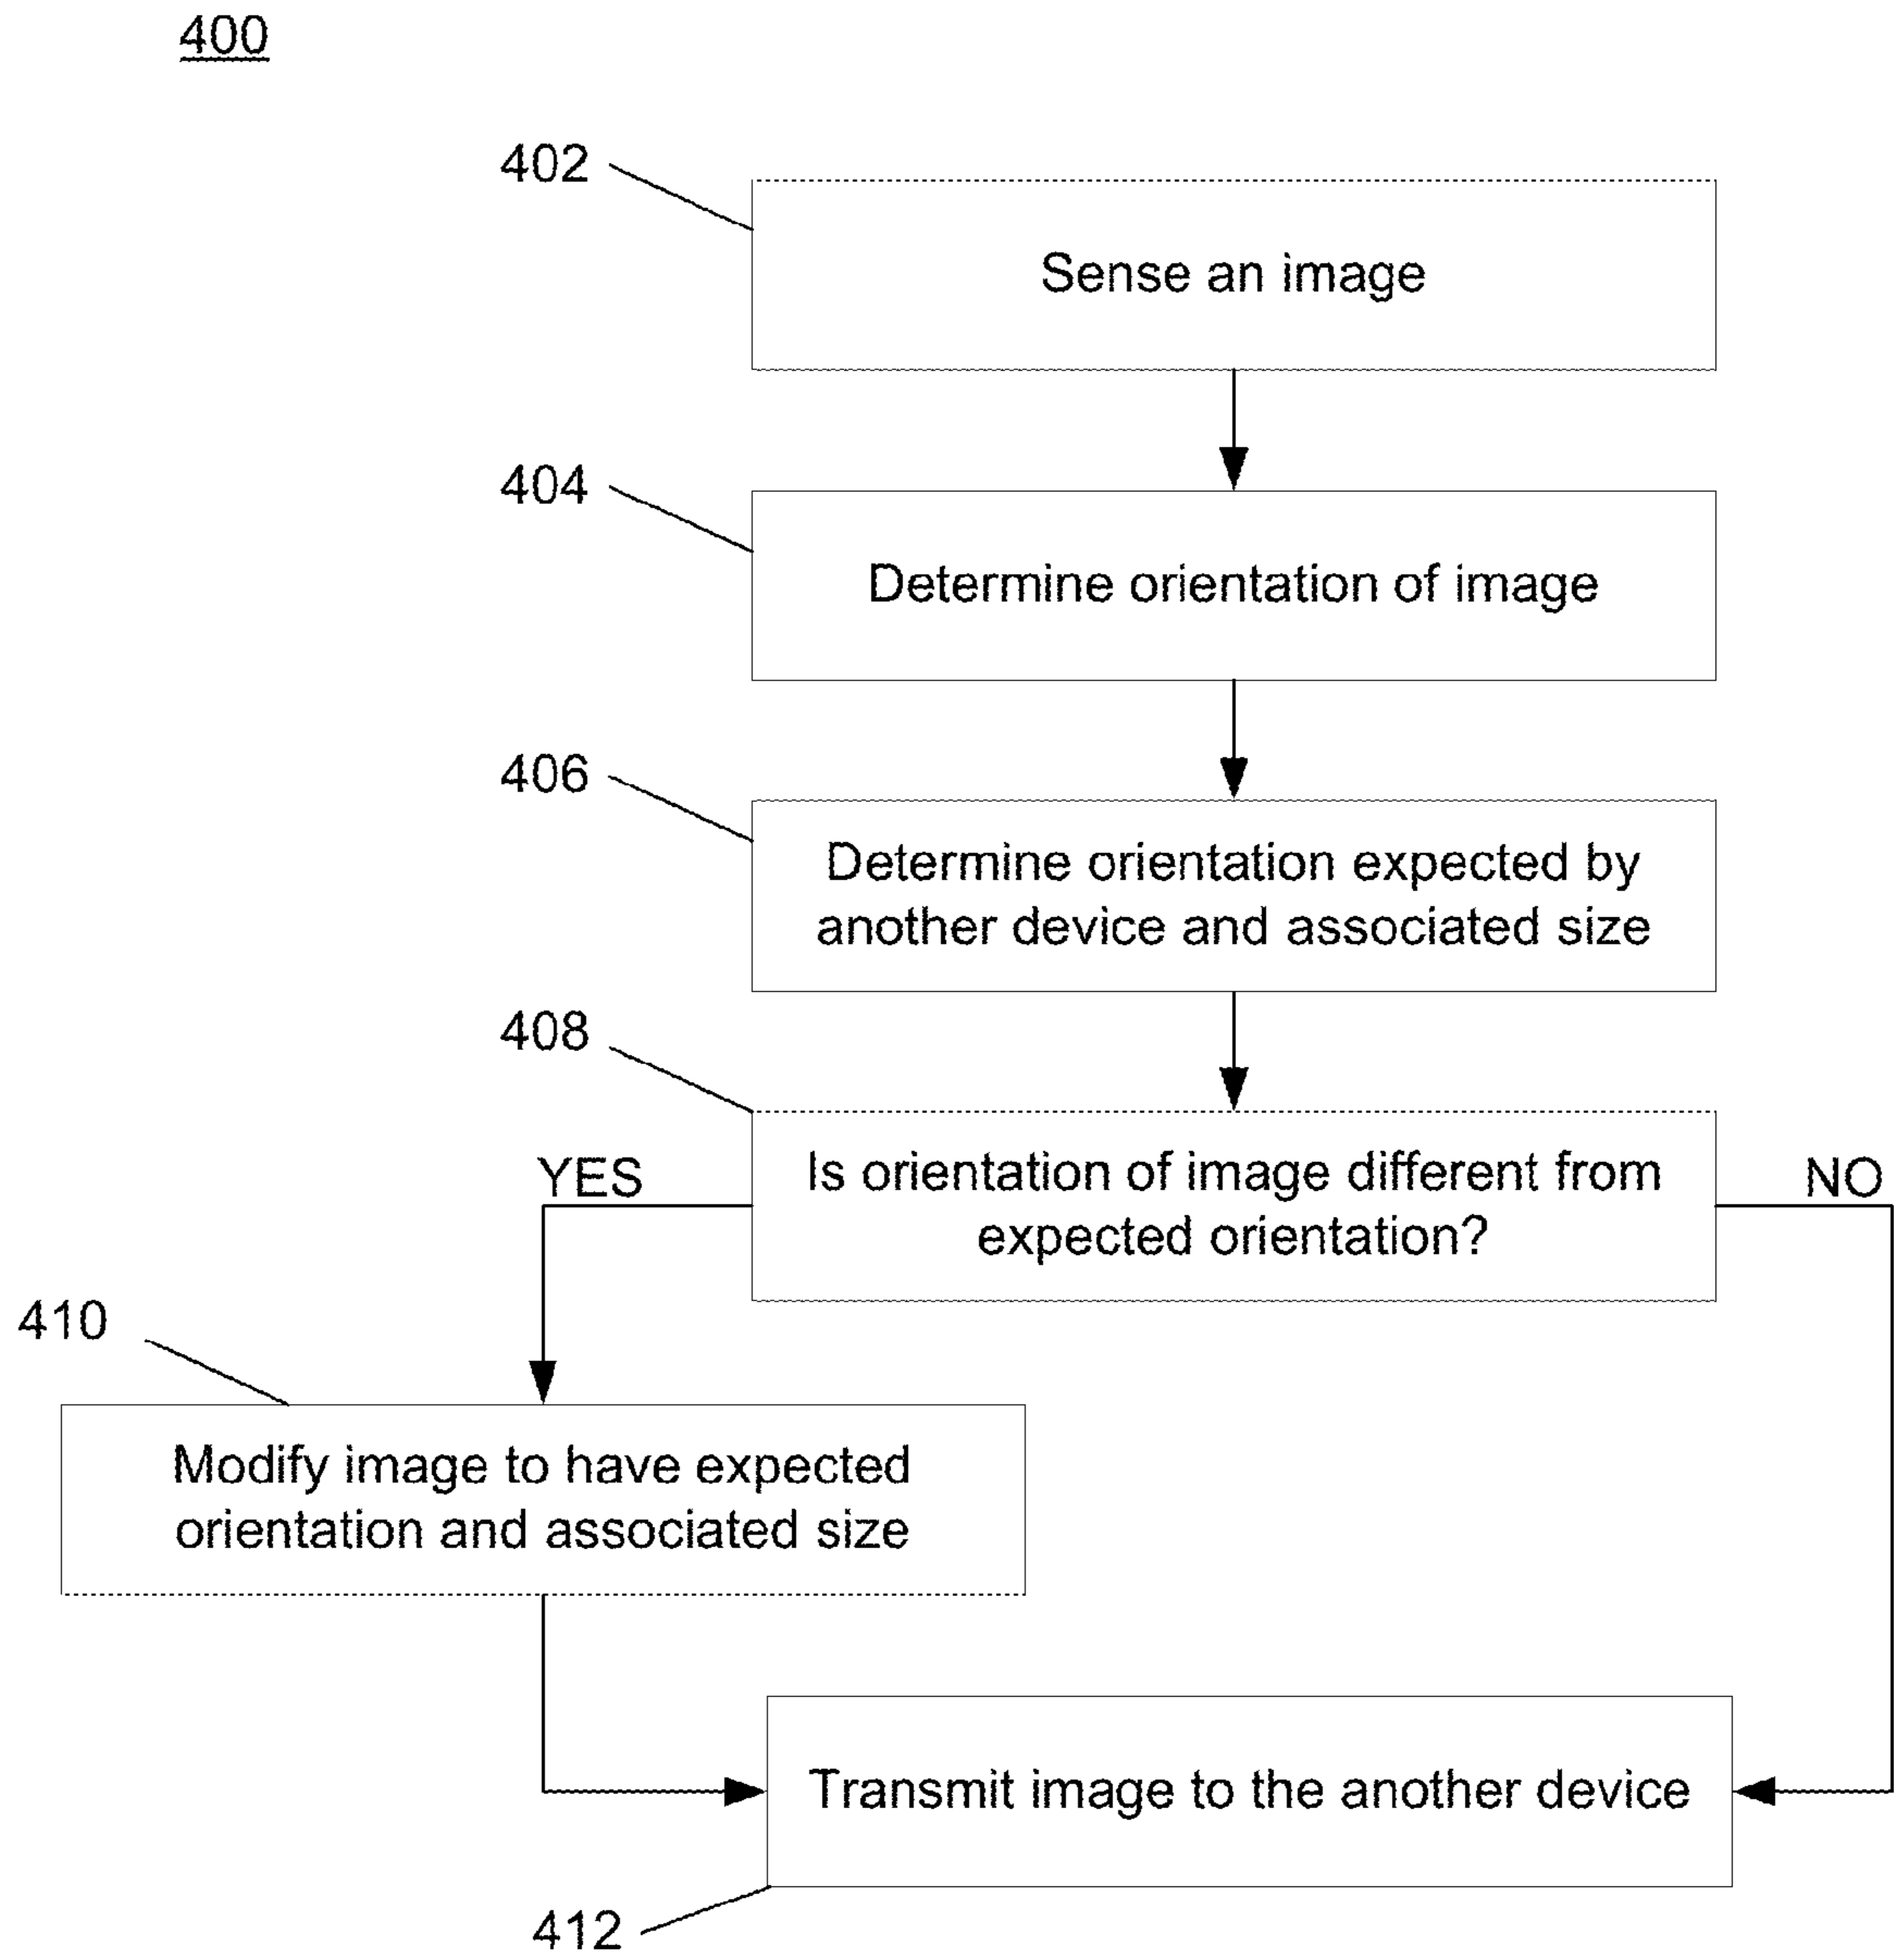 400
402
Sense an image
404
Determine orientation of image
406
Determine orientation expected by
another device and associated size
408
Is orientation of image different from
expected orientation?
YES
NO
410
Modify image to have expected
orientation and associated size
Transmit image to the another device
412